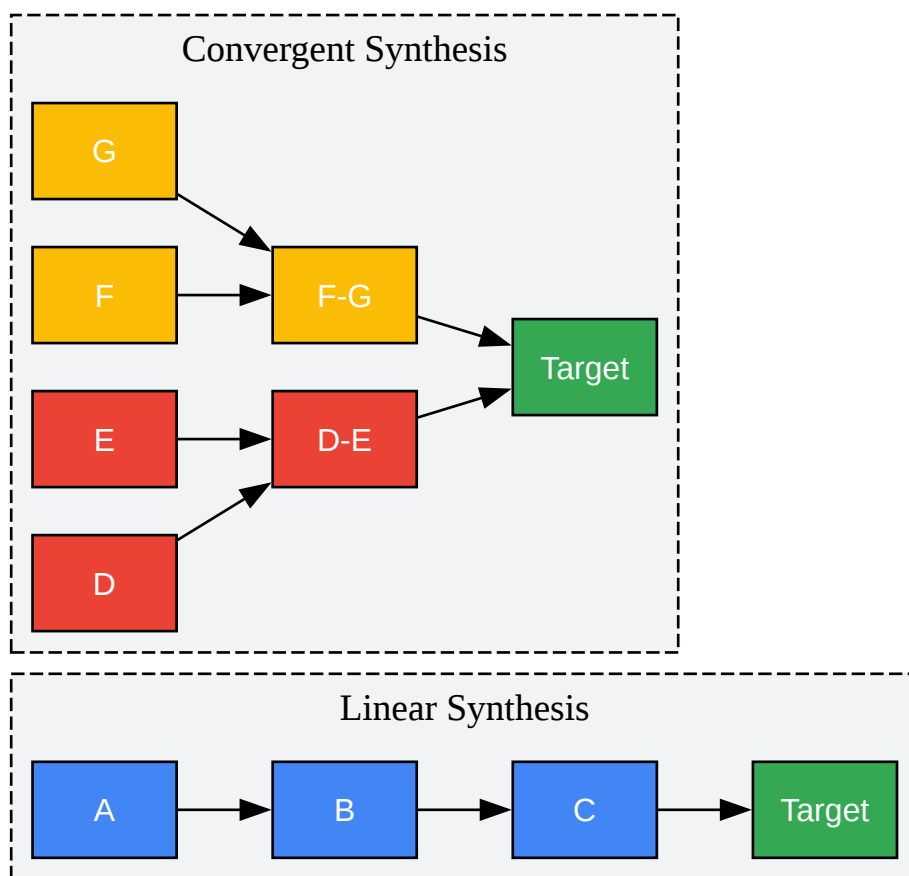 Convergent Synthesis
G
F
F-G
Target
E
D-E
D
Linear Synthesis
A
B
C
Target